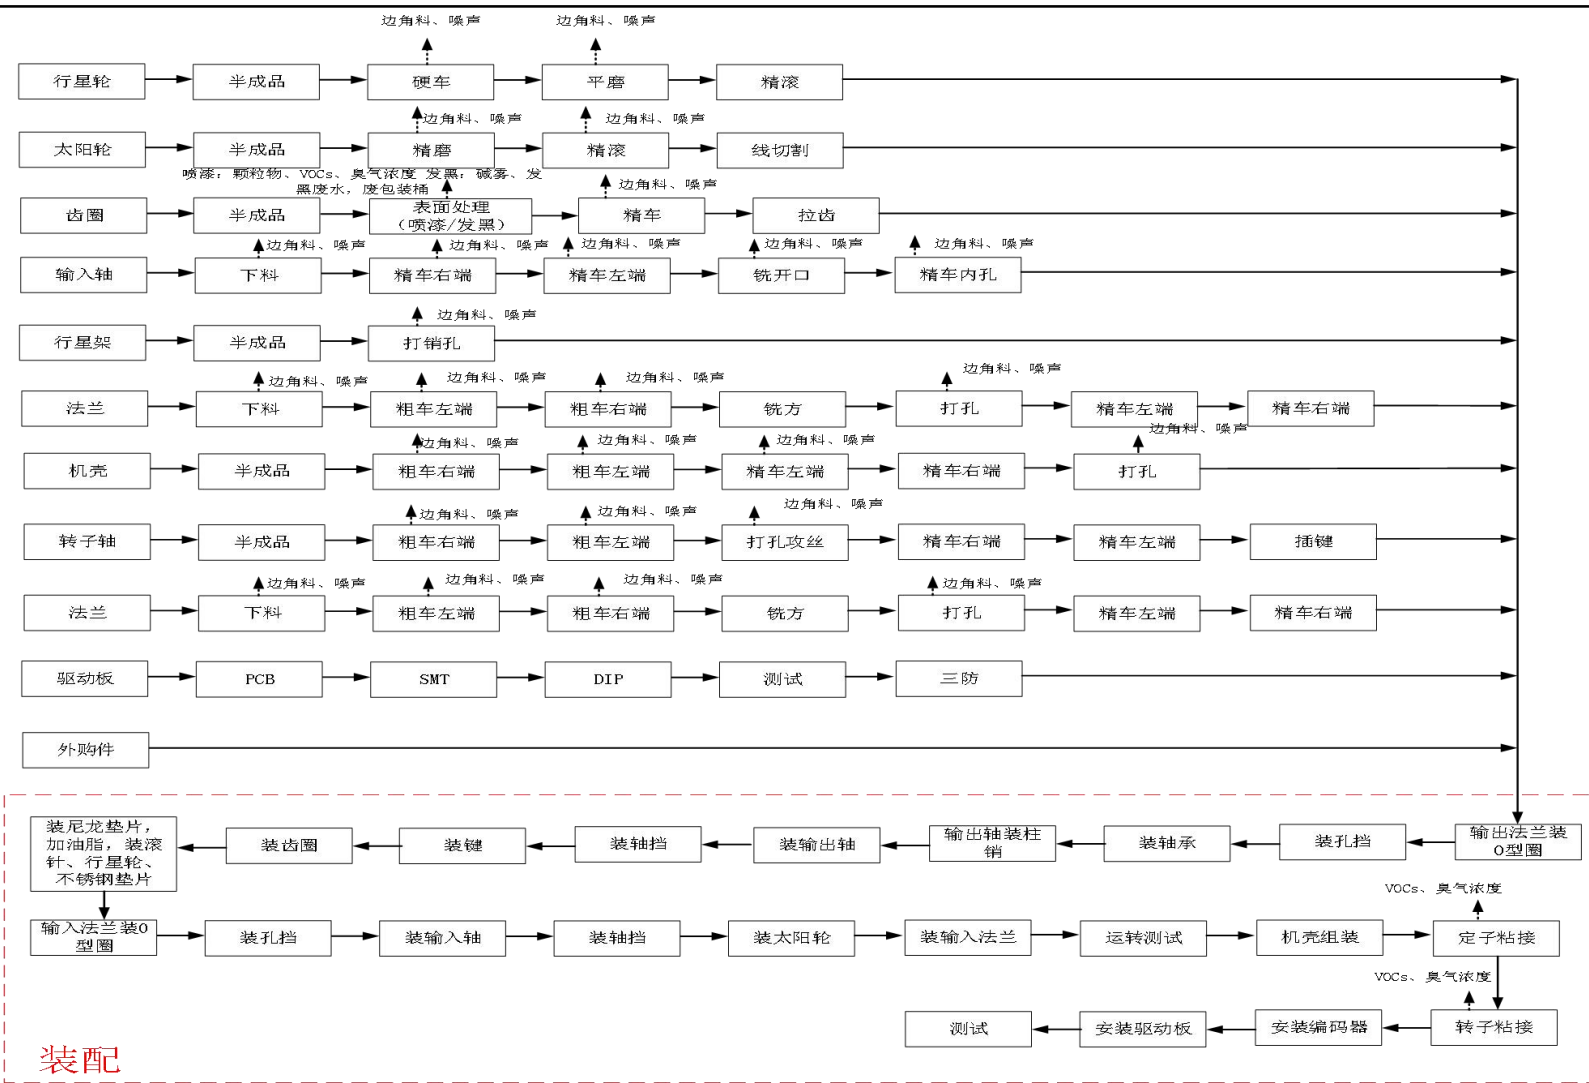 边角料、噪声 边角料、噪声
行星轮 半成品 硬车 平磨 精滚
边角料、噪声 边角料、噪声
太阳轮 半成品 精磨 精滚 线切割
喷漆：颗粒物、VOCs、臭气浓度 发黑：碱雾、发
黑废水，废包装桶
边角料、噪声
齿圈 半成品 表面处理
（喷漆/发黑） 精车 拉齿
边角料、噪声 边角料、噪声 边角料、噪声 边角料、噪声 边角料、噪声
输入轴 下料 精车右端 精车左端 铣开口 精车内孔
边角料、噪声
行星架 半成品 打销孔
边角料、噪声 边角料、噪声 边角料、噪声 边角料、噪声
法兰 下料 粗车左端 粗车右端 铣方 打孔 精车左端 精车右端
边角料、噪声 边角料、噪声 边角料、噪声 边角料、噪声
机壳 半成品 粗车右端 粗车左端 精车左端 精车右端 打孔
边角料、噪声 边角料、噪声 边角料、噪声
转子轴 半成品 粗车右端 粗车左端 打孔攻丝 精车右端 精车左端 插键
边角料、噪声 边角料、噪声 边角料、噪声 边角料、噪声
法兰 下料 粗车左端 粗车右端 铣方 打孔 精车左端 精车右端
驱动板 PCB SMT DIP 测试 三防
外购件
装尼龙垫片，
加油脂，装滚
针、行星轮、
不锈钢垫片
装齿圈 装键 装轴挡 装输出轴 输出轴装柱
销 装轴承 装孔挡 输出法兰装
O型圈
VOCs、臭气浓度
输入法兰装O
型圈 装孔挡 装输入轴 装轴挡 装太阳轮 装输入法兰 运转测试 机壳组装 定子粘接
VOCs、臭气浓度
测试 安装驱动板 安装编码器 转子粘接
装配